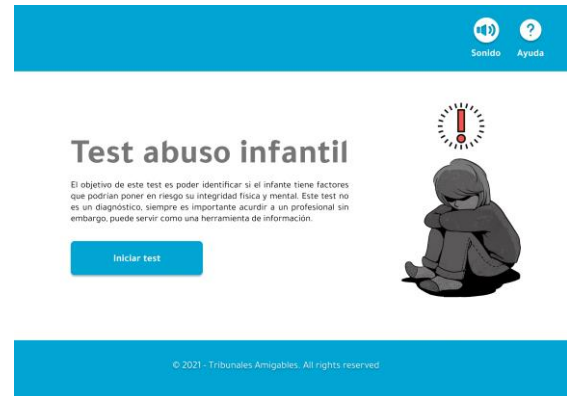 Sonido Ayuda
Test abuso infantil
El objetivo de este test es poder identificar si el infante tiene factores
que podrian poner en riesgo su integridad física y mental. Este test no
es un diagnóstico, siempre es importante acurdir a un profesional sin
embargo, puede servir como una herramienta de información.
Iniciar test
© 2021 - Tribunales Amigables. All rights reserved